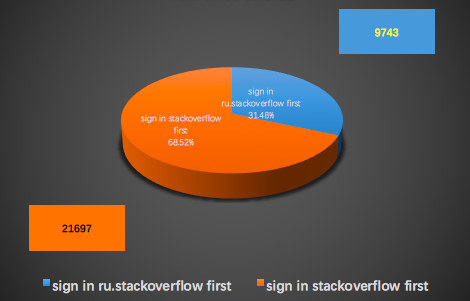 9743
sign in
ru.stackoverflow first
31.48%
sign in stackoverflow
first
68.52%
21697
sign in ru.stackoverflow first
sign in stackoverflow first